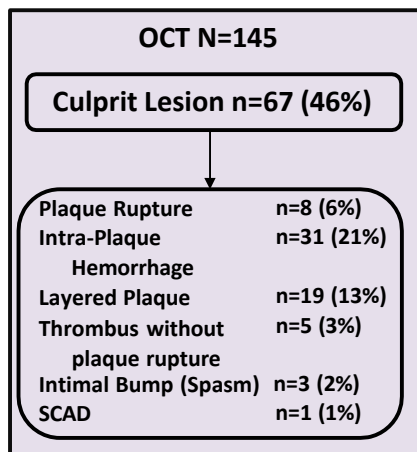 OCT N=145
Culprit Lesion n=67 (46%)
Plaque Rupture n=8 (6%)
Intra-Plaque n=31 (21%)
Hemorrhage
Layered Plaque n=19 (13%)
Thrombus without n=5 (3%)
plaque rupture
Intimal Bump (Spasm) n=3 (2%)
SCAD n=1 (1%)